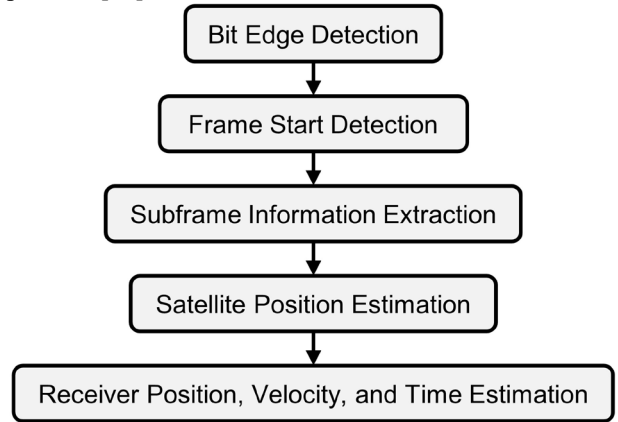 Bit Edge Detection
Frame Start Detection
Subframe Information Extraction
Satellite Position Estimation
Receiver Position, Velocity, and Time Estimation